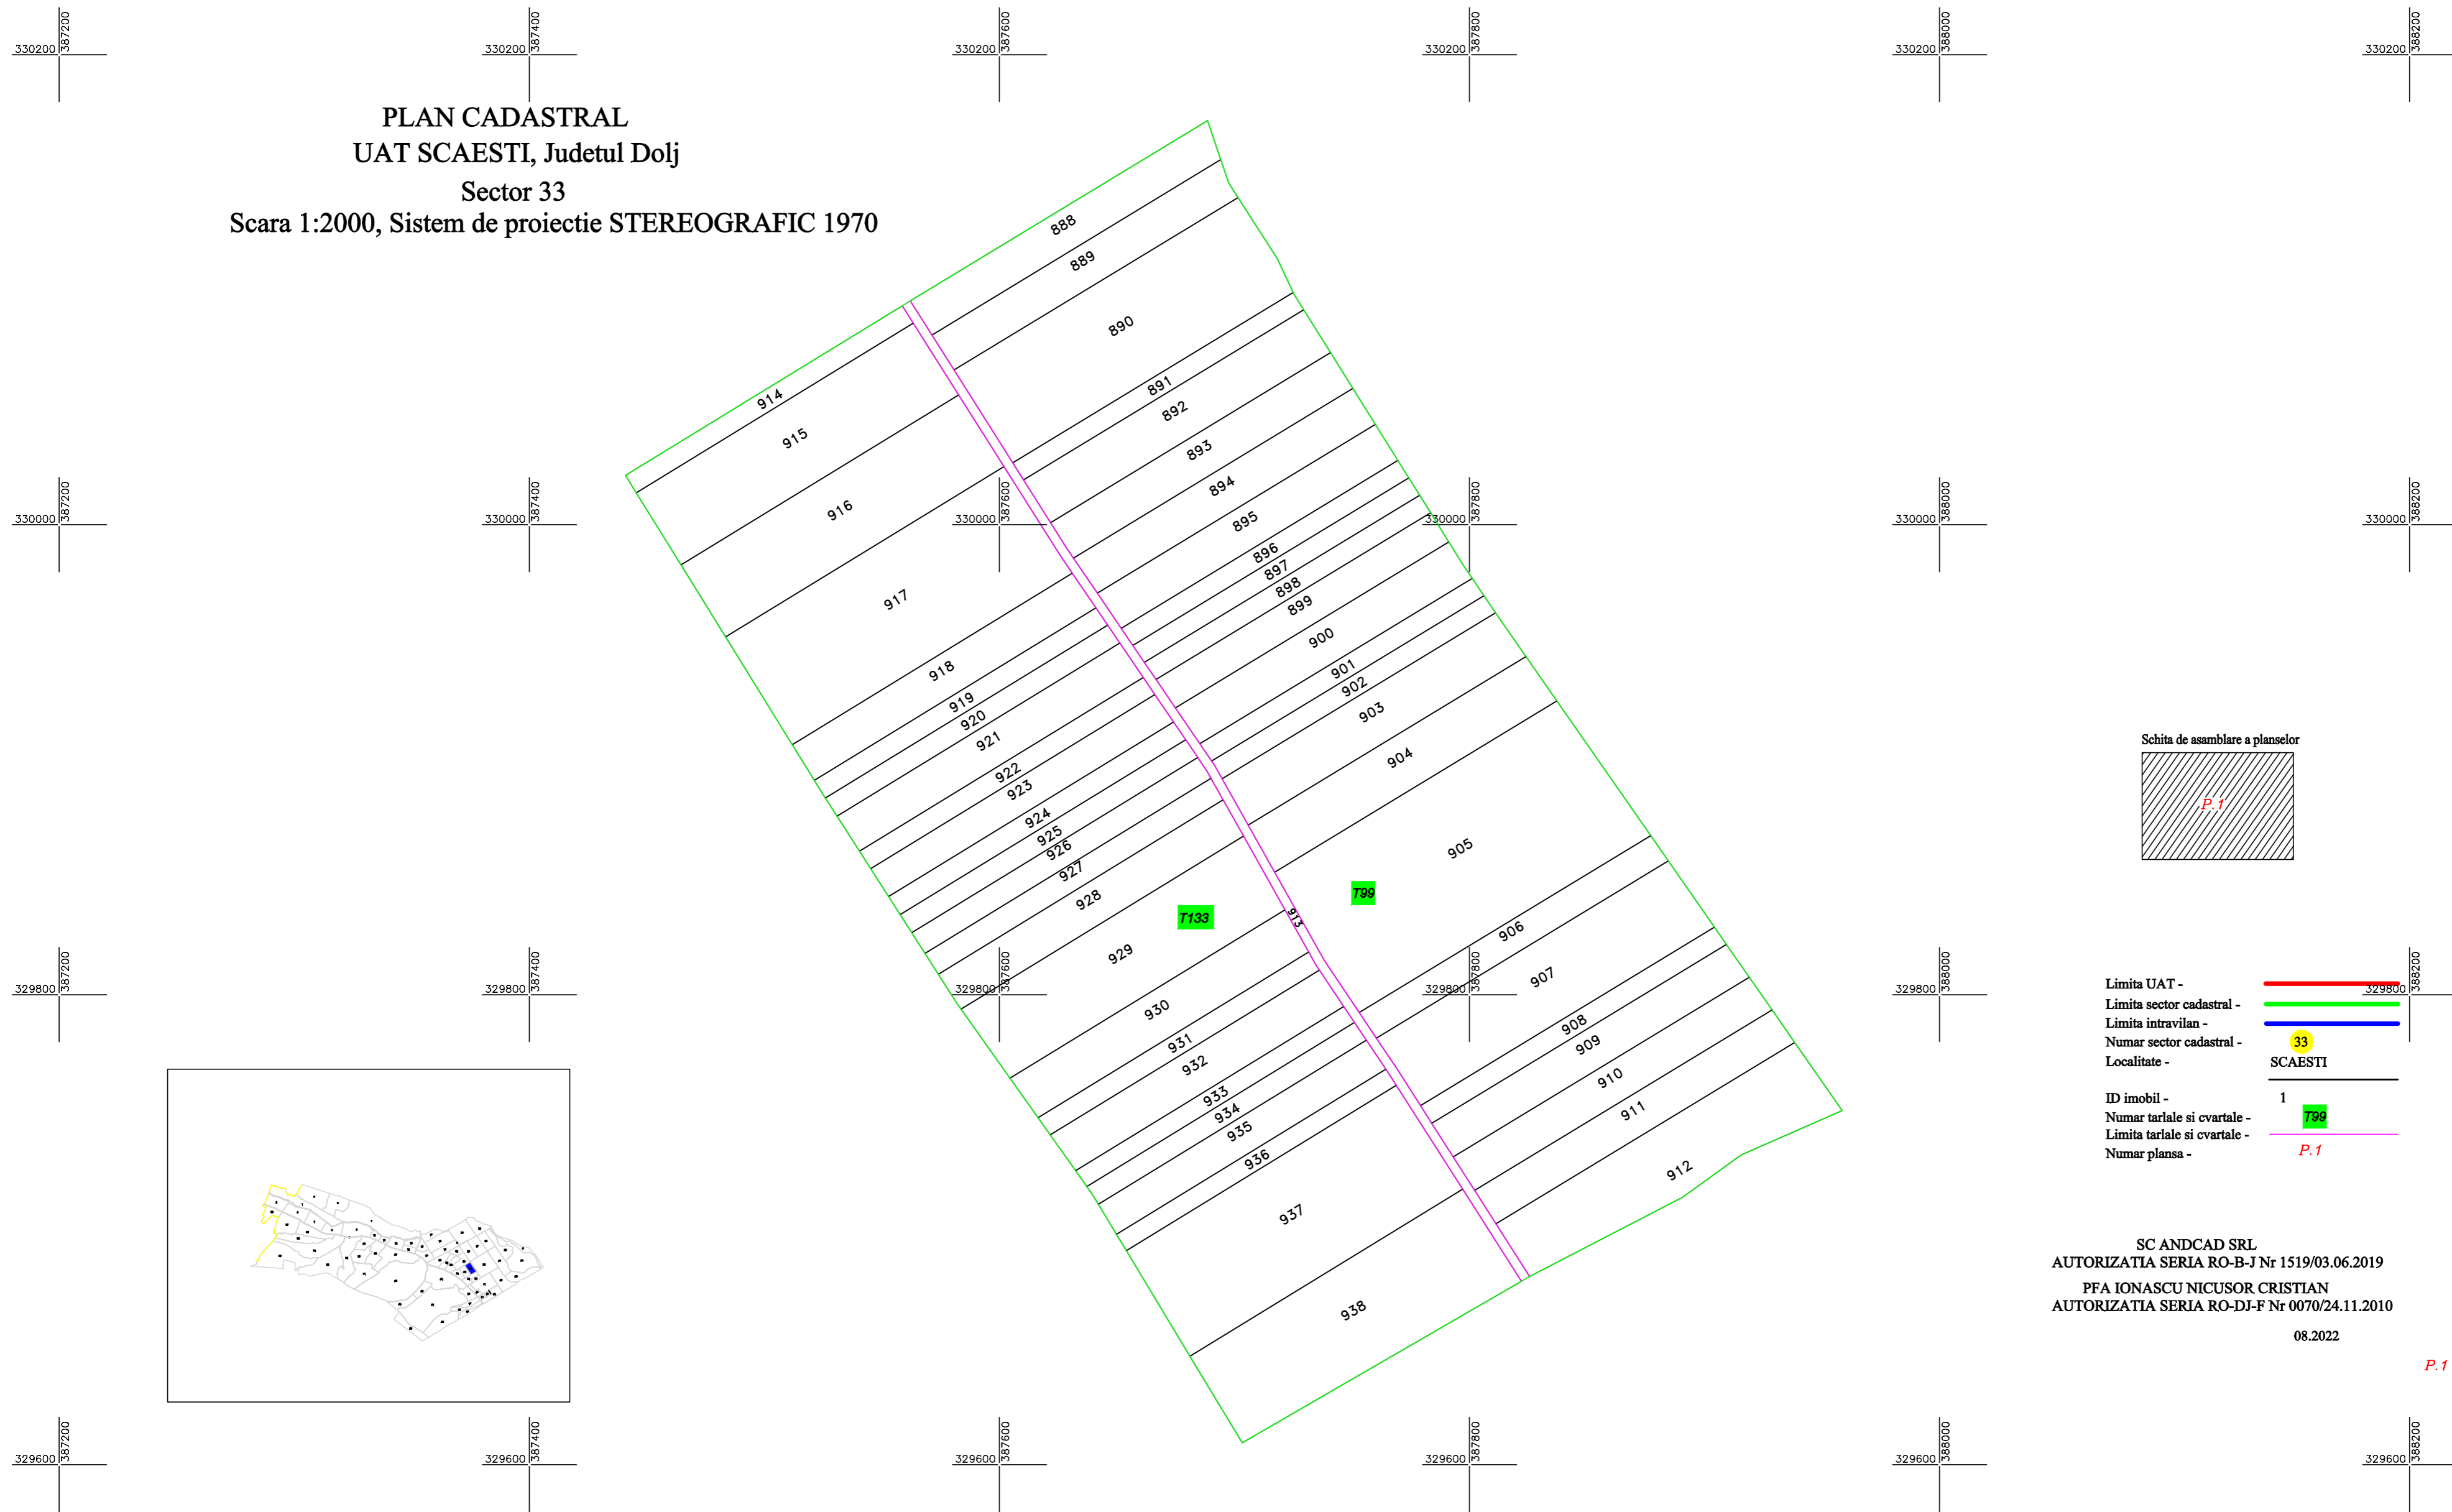 330200 387200 330200 387400 330200 387600 330200 387800 330200 388000 330200 388200
PLAN CADASTRAL
UAT SCAESTI, Judetul Dolj
Sector 33
Scara 1:2000, Sistem de proiectie STEREOGRAFIC 1970
888
889
890
891
892
893
894
895
896
897
898
899
900
901
902
903
904
905
906
907
908
909
910
911
912
913
914
915
916
917
918
919
920
921
922
923
924
925
926
927
928
929
930
931
932
933
934
935
936
937
938
T133
T99
330000 387200 330000 387400 330000 387600 330000 387800 330000 388000 330000 388200
Schita de asamblare a planselor
P.1
329800 387200 329800 387400 329800 387600 329800 387800 329800 388000 329800 388200
Limita UAT -
Limita sector cadastral -
Limita intravilan -
Numar sector cadastral - 33
Localitate - SCAESTI
ID imobil - 1
Numar tarlale si cvartale - T99
Limita tarlale si cvartale -
Numar plansa - P.1
SC ANDCAD SRL
AUTORIZATIA SERIA RO-B-J Nr 1519/03.06.2019
PFA IONASCU NICUSOR CRISTIAN
AUTORIZATIA SERIA RO-DJ-F Nr 0070/24.11.2010
08.2022
P.1
329600 387200 329600 387400 329600 387600 329600 387800 329600 388000 329600 388200